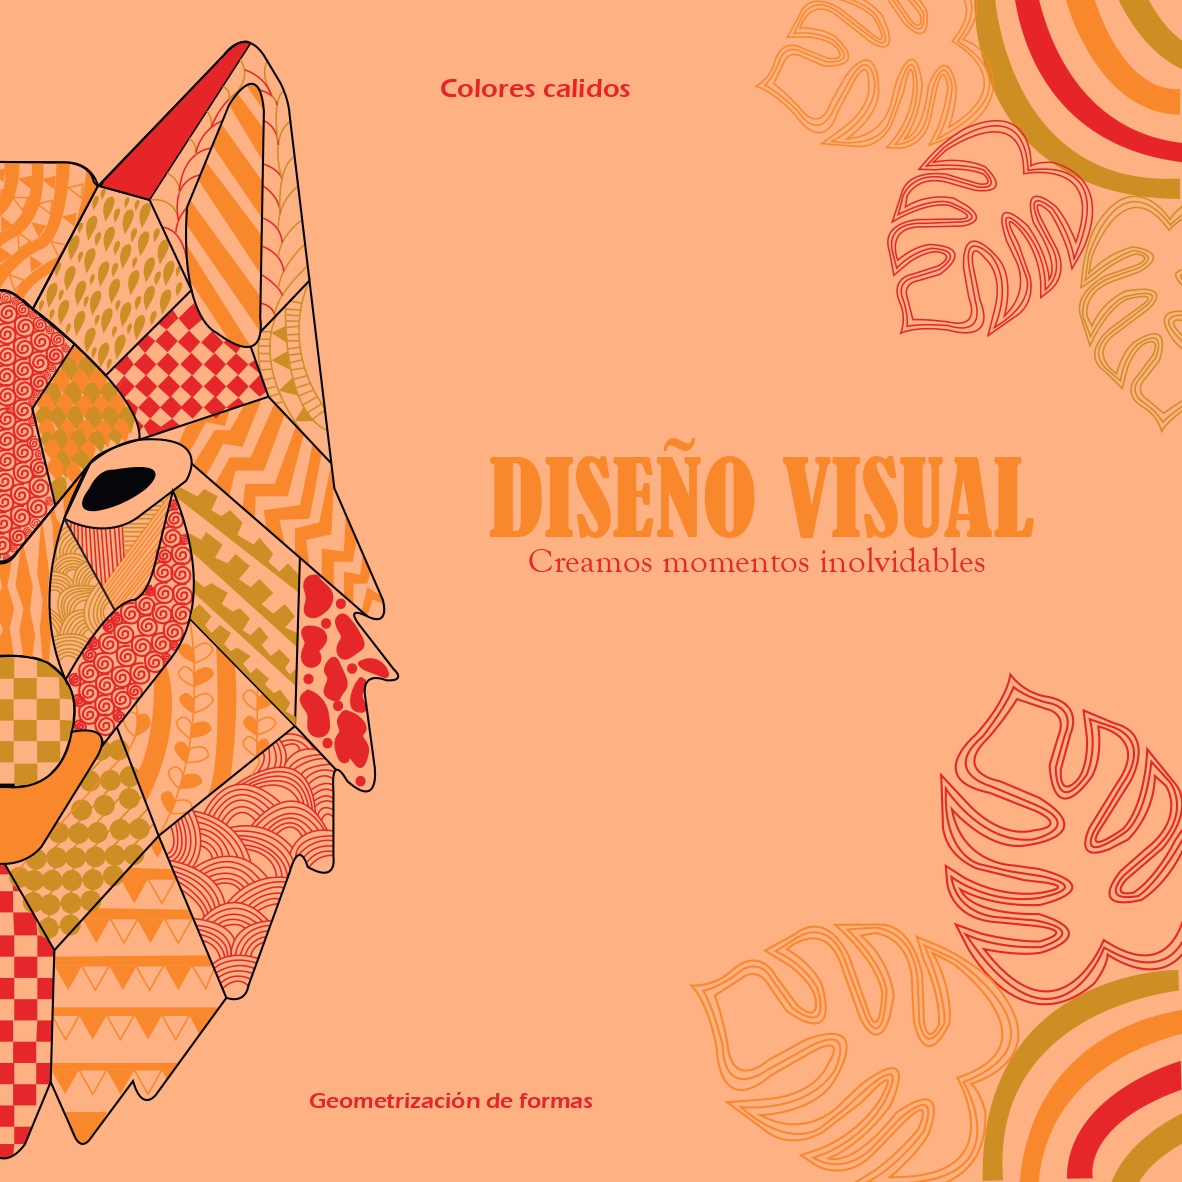 Colores calidos
DISEÑO VISUAL
Creamos momentos inolvidables
Geometrización de formas